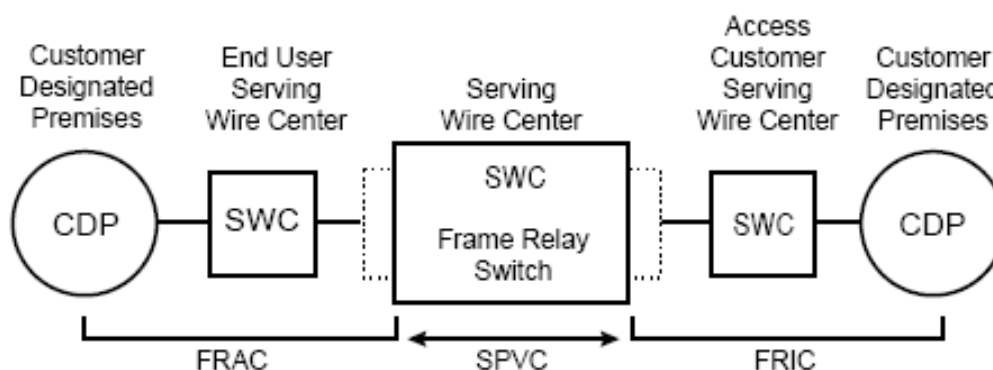 Customer
Designated
Premises
End User
Serving
Wire Center
Serving
Wire Center
Access
Customer
Serving
Wire Center
Customer
Designated
Premises
CDP
SWC
SWC
Frame Relay
Switch
SWC
CDP
FRAC
SPVC
FRIC